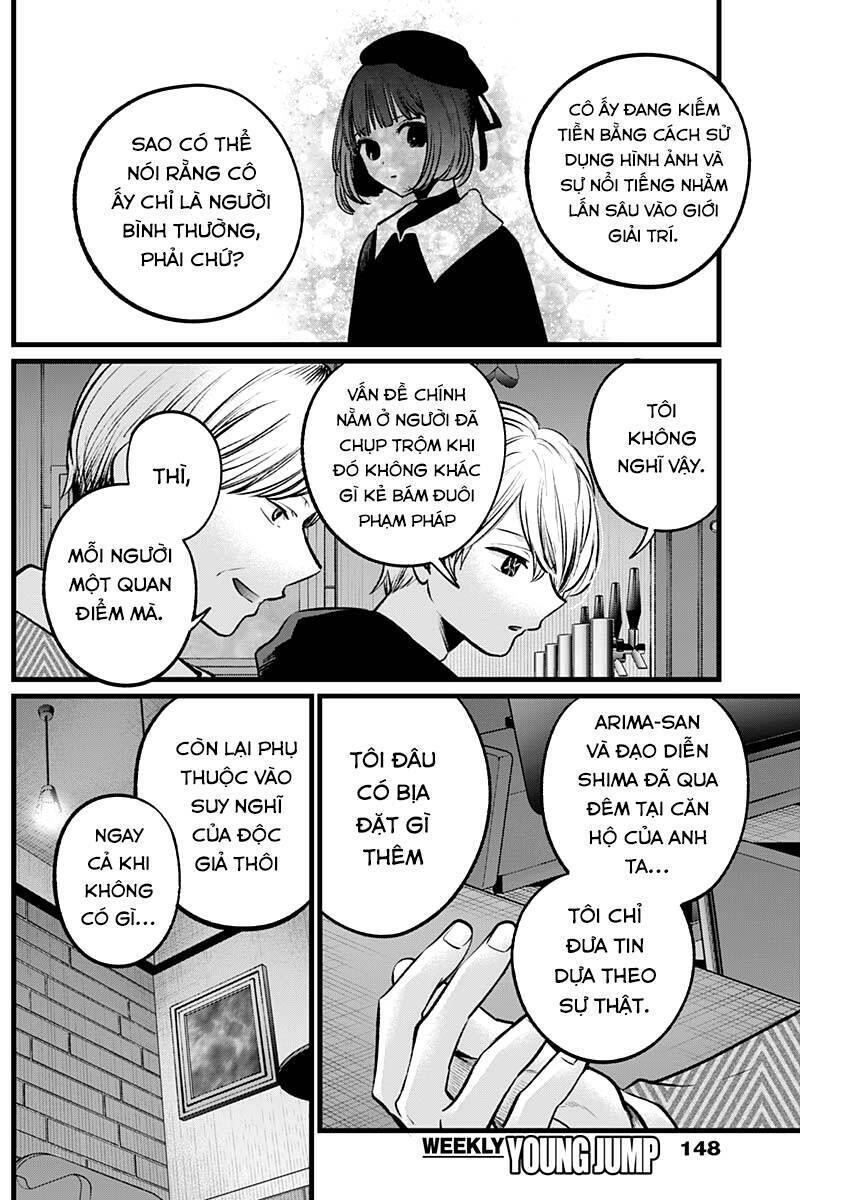 CÔ ẤY ĐANG KIẾM
TIỀN BẰNG CÁCH SỬ
DỤNG HÌNH ẢNH VÀ
SỰ NỔI TIẾNG NHẰM
LẤN SÂU VÀO GIỚI
GIẢI TRÍ.
SAO CÓ THỂ
NÓI RẰNG CÔ
ẤY CHỈ LÀ NGƯỜI
BÌNH THƯỜNG,
PHẢI CHỨ?
TÔI
KHÔNG
NGHĨ VẬY.
VẤN ĐỀ CHÍNH
NẰM Ở NGƯỜI ĐÃ
CHỤP TRỘM KHI
ĐÓ KHÔNG KHÁC
GÌ KẺ BÁM ĐUÔI
PHẠM PHÁP
THÌ,
MỖI NGƯỜI
MỘT QUAN
ĐIỂM MÀ.
ARIMA-SAN
VÀ ĐẠO DIỄN
SHIMA ĐÃ QUA
ĐÊM TẠI CĂN
HỘ CỦA ANH
TA...
TÔI CHỈ
ĐƯA TIN
DỰA THEO
SỰ THẬT.
TÔI ĐÂU
CÓ BỊA
ĐẶT GÌ
THÊM
CÒN LẠI PHỤ
THUỘC VÀO
SUY NGHĨ
CỦA ĐỘC
GIẢ THÔI
NGAY
CẢ KHI
KHÔNG
CÓ GÌ...
WEEKLY YOUNG JUMP 148